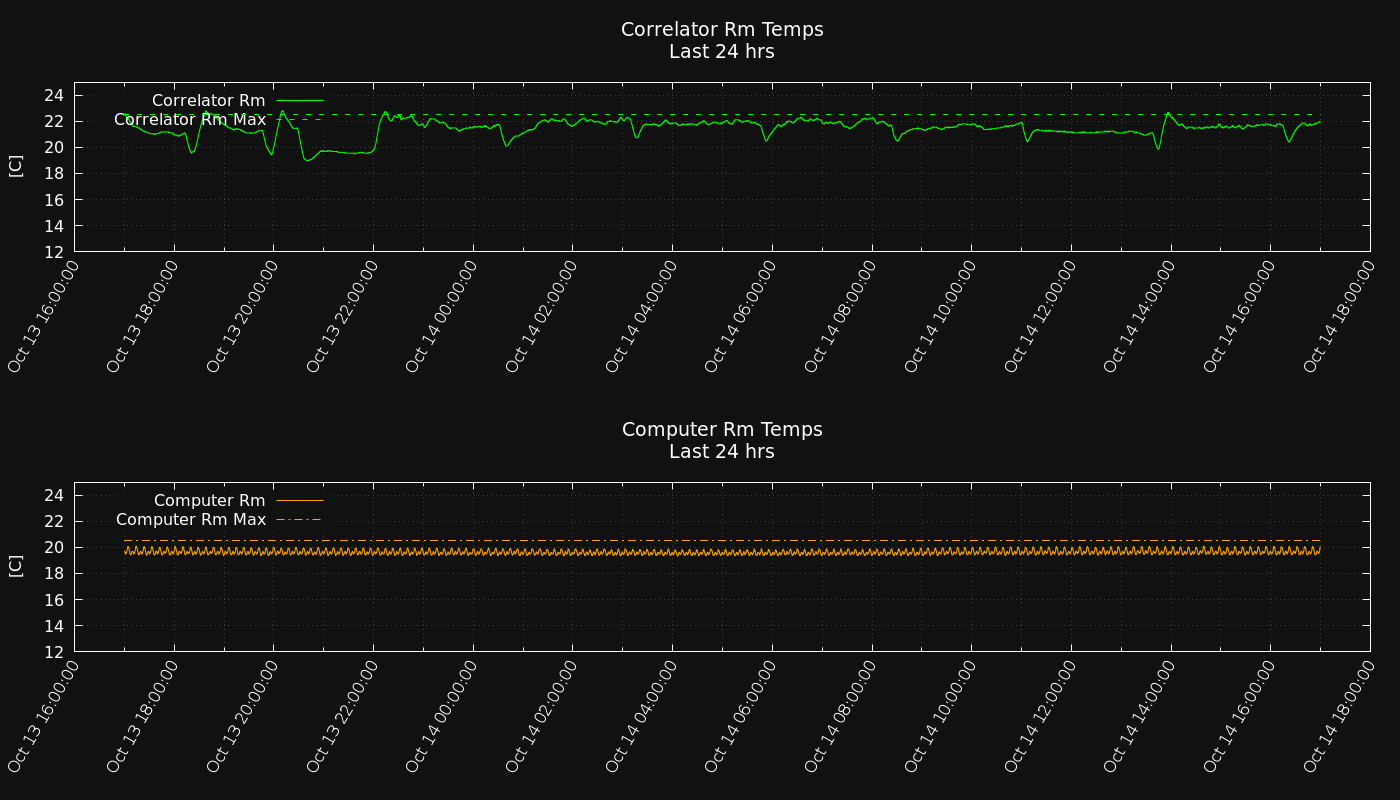 Correlator Rm Temps
Last 24 hrs
Correlator Rm
Correlator Rm Max
[C]
24
22
20
18
16
14
12
Oct 13 16:00:00
Oct 13 18:00:00
Oct 13 20:00:00
Oct 13 22:00:00
Oct 14 00:00:00
Oct 14 02:00:00
Oct 14 04:00:00
Oct 14 06:00:00
Oct 14 08:00:00
Oct 14 10:00:00
Oct 14 12:00:00
Oct 14 14:00:00
Oct 14 16:00:00
Oct 14 18:00:00
Computer Rm Temps
Last 24 hrs
Computer Rm
Computer Rm Max
[C]
24
22
20
18
16
14
12
Oct 13 16:00:00
Oct 13 18:00:00
Oct 13 20:00:00
Oct 13 22:00:00
Oct 14 00:00:00
Oct 14 02:00:00
Oct 14 04:00:00
Oct 14 06:00:00
Oct 14 08:00:00
Oct 14 10:00:00
Oct 14 12:00:00
Oct 14 14:00:00
Oct 14 16:00:00
Oct 14 18:00:00